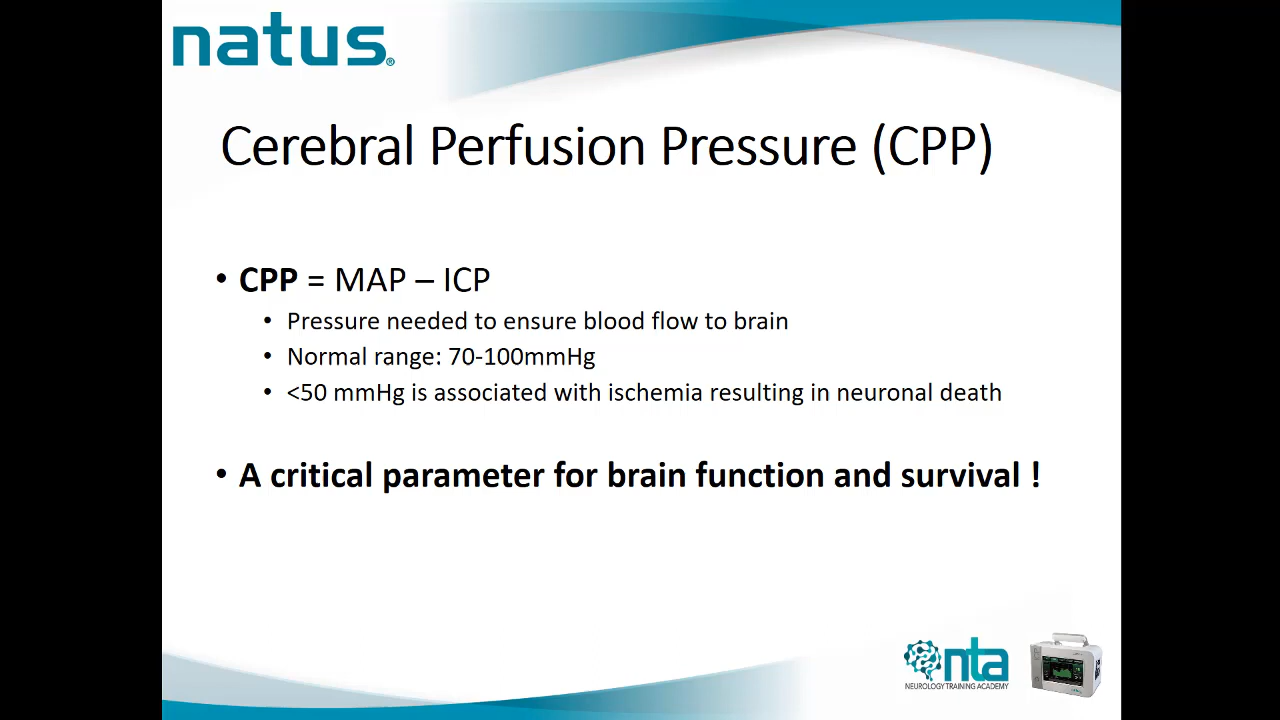 natus®
Cerebral Perfusion Pressure (CPP)
• CPP = MAP – ICP
• Pressure needed to ensure blood flow to brain
• Normal range: 70-100mmHg
• <50 mmHg is associated with ischemia resulting in neuronal death
• A critical parameter for brain function and survival !
nta
NEUROLOGY TRAINING ACADEMY